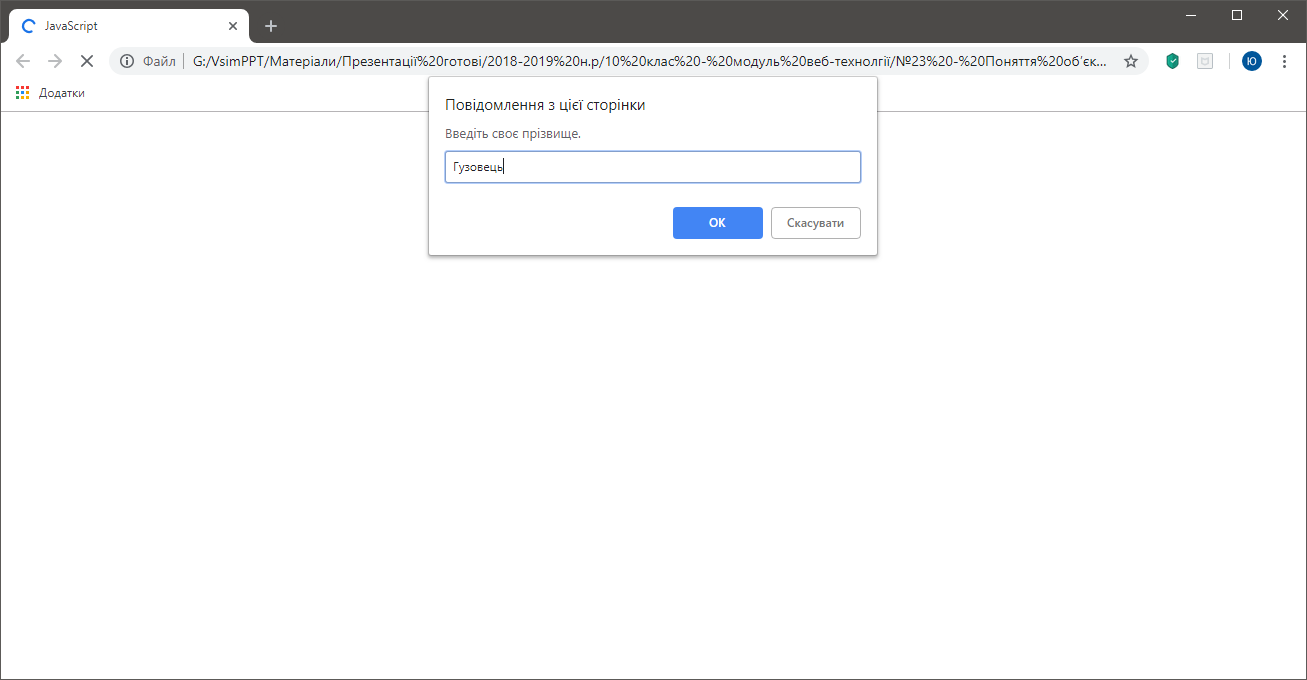 JavaScript
Файл
G:/VsimPPT/Матеріали/Презентації%20готові/2018-2019%20н.р/10%20клас%20-%20модуль%20веб-технолгії/№23%20-%20Поняття%20об'єк...
Ю
Додатки
Повідомлення з цієї сторінки
Введіть своє прізвище.
Гузовець
ОК
Скасувати